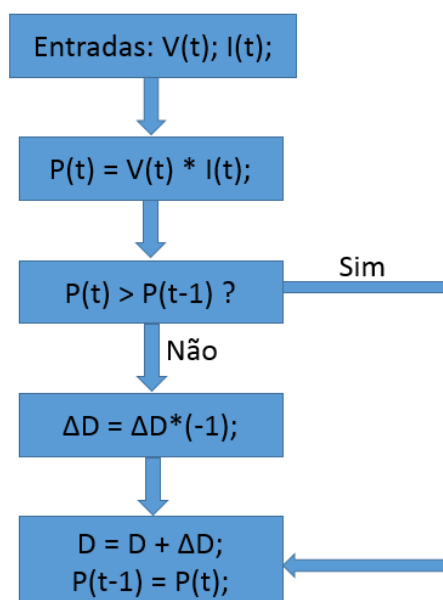 Entradas: V(t); I(t);
P(t) = V(t) * I(t);
P(t) > P(t-1) ?
Sim
Não
ΔD = ΔD*(-1);
D = D + ΔD;
P(t-1) = P(t);